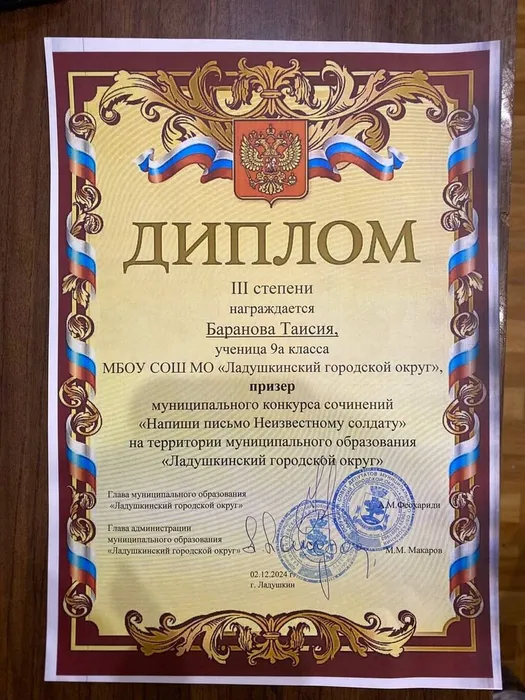 ДИПЛОМ
III степени
награждается
Баранова Таисия,
ученица 9а класса
МБОУ СОШ МО «Ладушкинский городской округ»,
призер
муниципального конкурса сочинений
«Напиши письмо Неизвестному солдату»
на территории муниципального образования
«Ладушкинский городской округ»
Глава муниципального образования
«Ладушкинский городской округ» А.М.Феохариди
Глава администрации
муниципального образования
«Ладушкинский городской округ» М.М. Макаров
02.12.2024 г.
г. Ладушкин